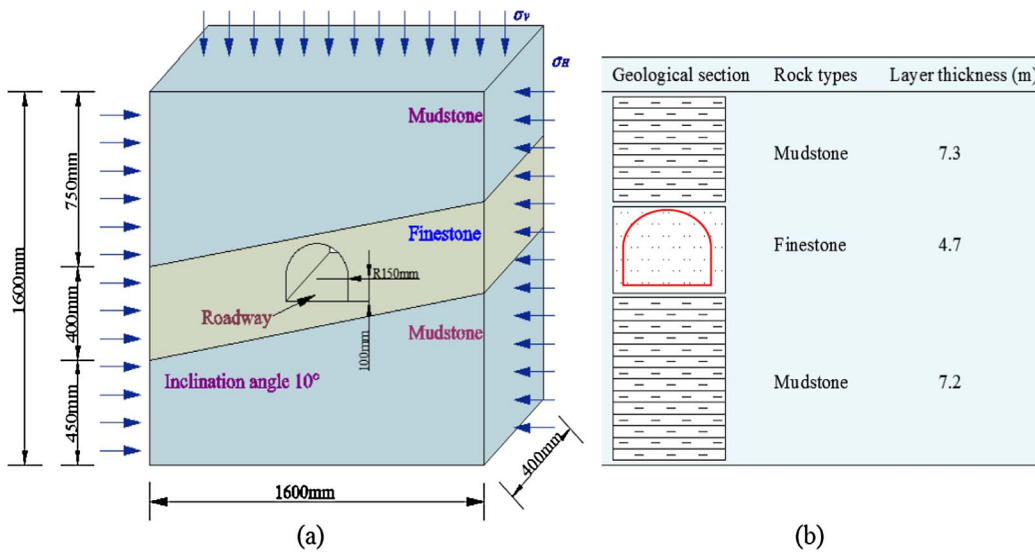 σV
σH
1600mm
750mm
400mm
450mm
Mudstone
Finestone
R150mm
Roadway
100mm
Mudstone
Inclination angle 10°
400mm
1600mm
(a)
Geological section Rock types Layer thickness (m)
Mudstone 7.3
Finestone 4.7
Mudstone 7.2
(b)